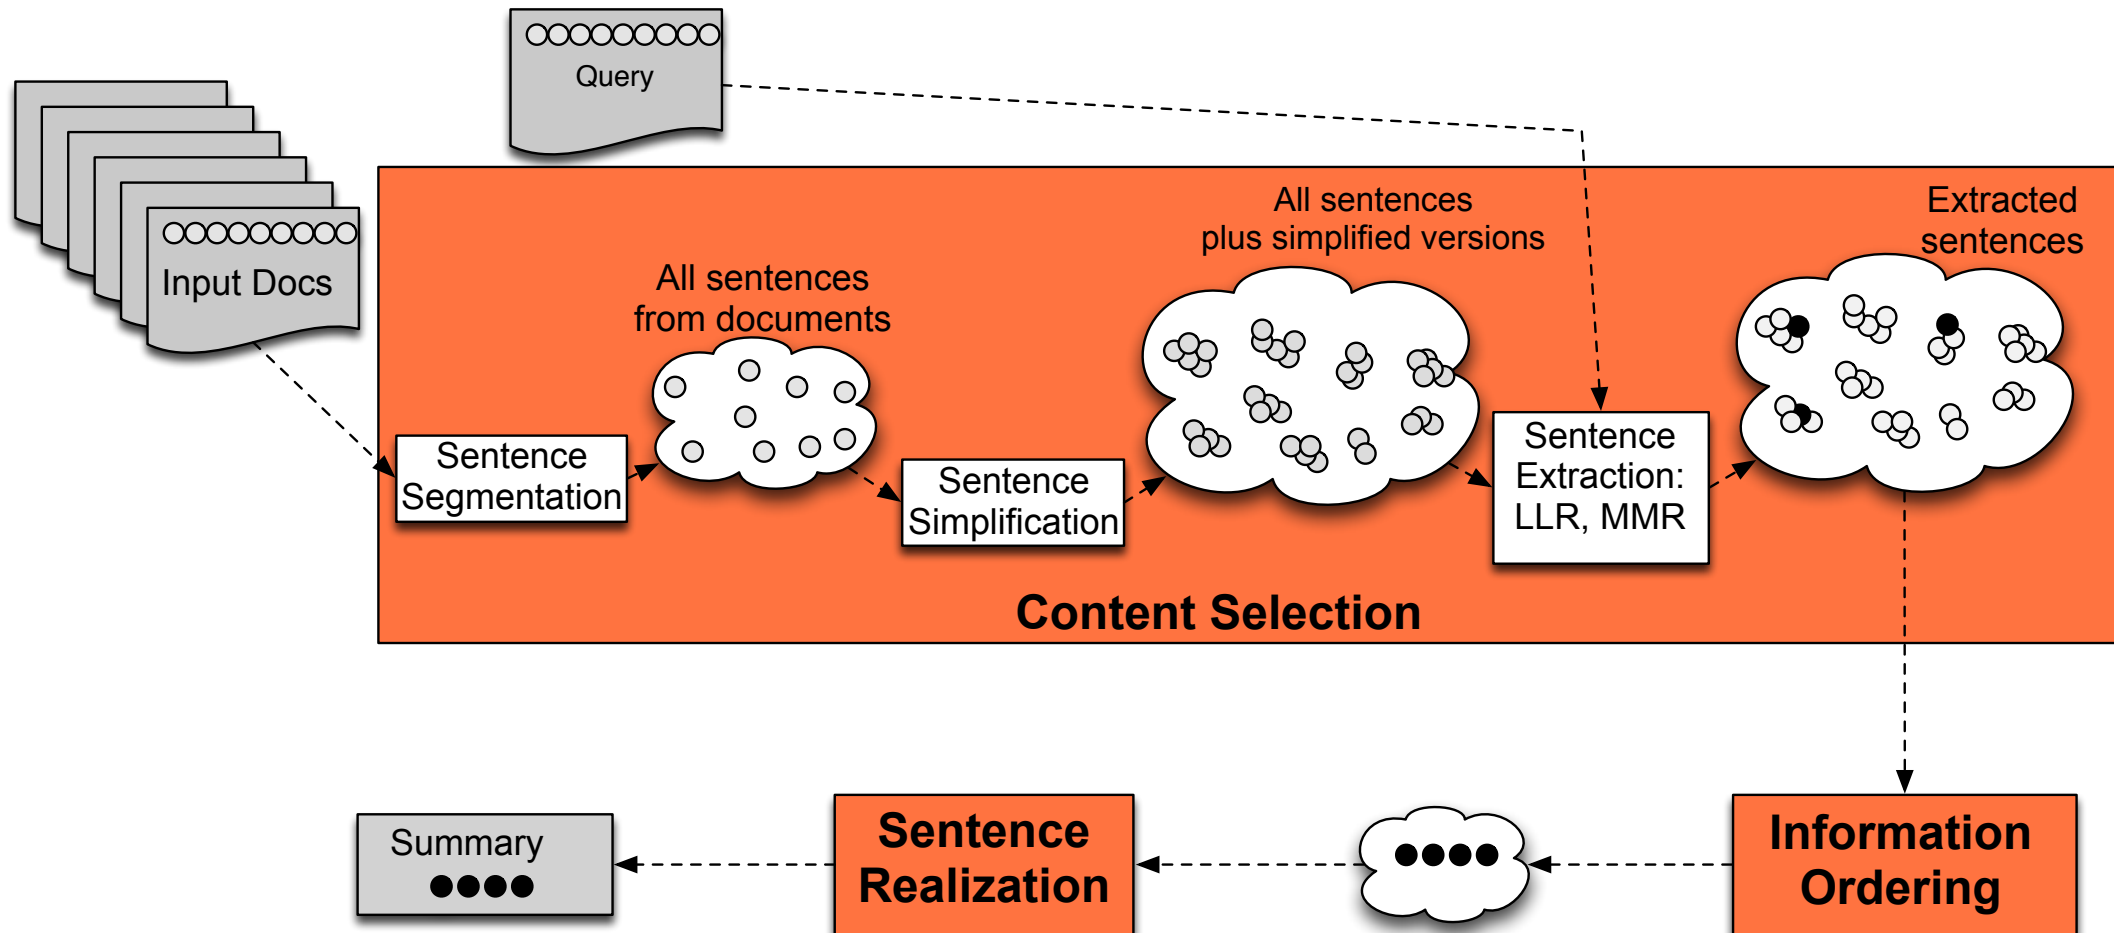 Query
Input Docs
All sentences
from documents
All sentences
plus simplified versions
Extracted
sentences
Sentence
Segmentation
Sentence
Simplification
Sentence
Extraction:
LLR, MMR
Content Selection
Summary
Sentence
Realization
Information
Ordering